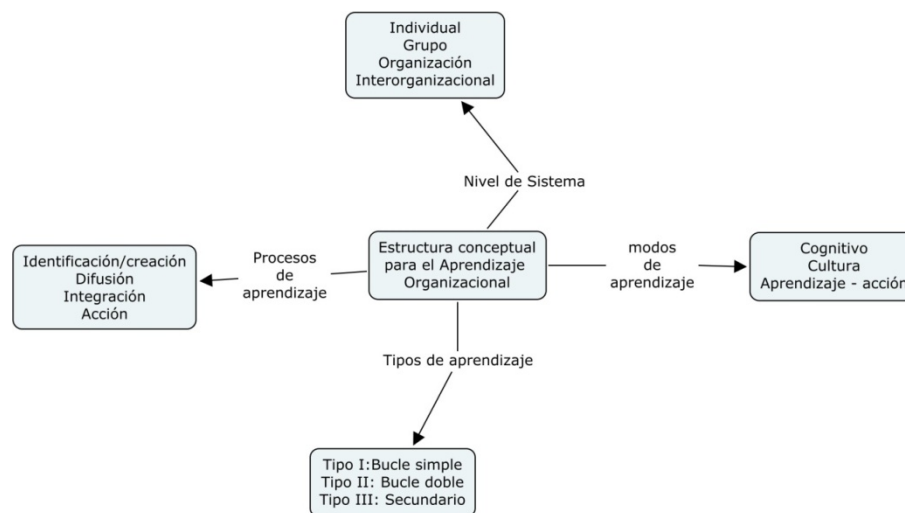 Individual
Grupo
Organización
Interorganizacional
Nivel de Sistema
Identificación/creación
Difusión
Integración
Acción
Procesos
de
aprendizaje
Estructura conceptual
para el Aprendizaje
Organizacional
modos
de
aprendizaje
Cognitivo
Cultura
Aprendizaje - acción
Tipos de aprendizaje
Tipo I:Bucle simple
Tipo II: Bucle doble
Tipo III: Secundario